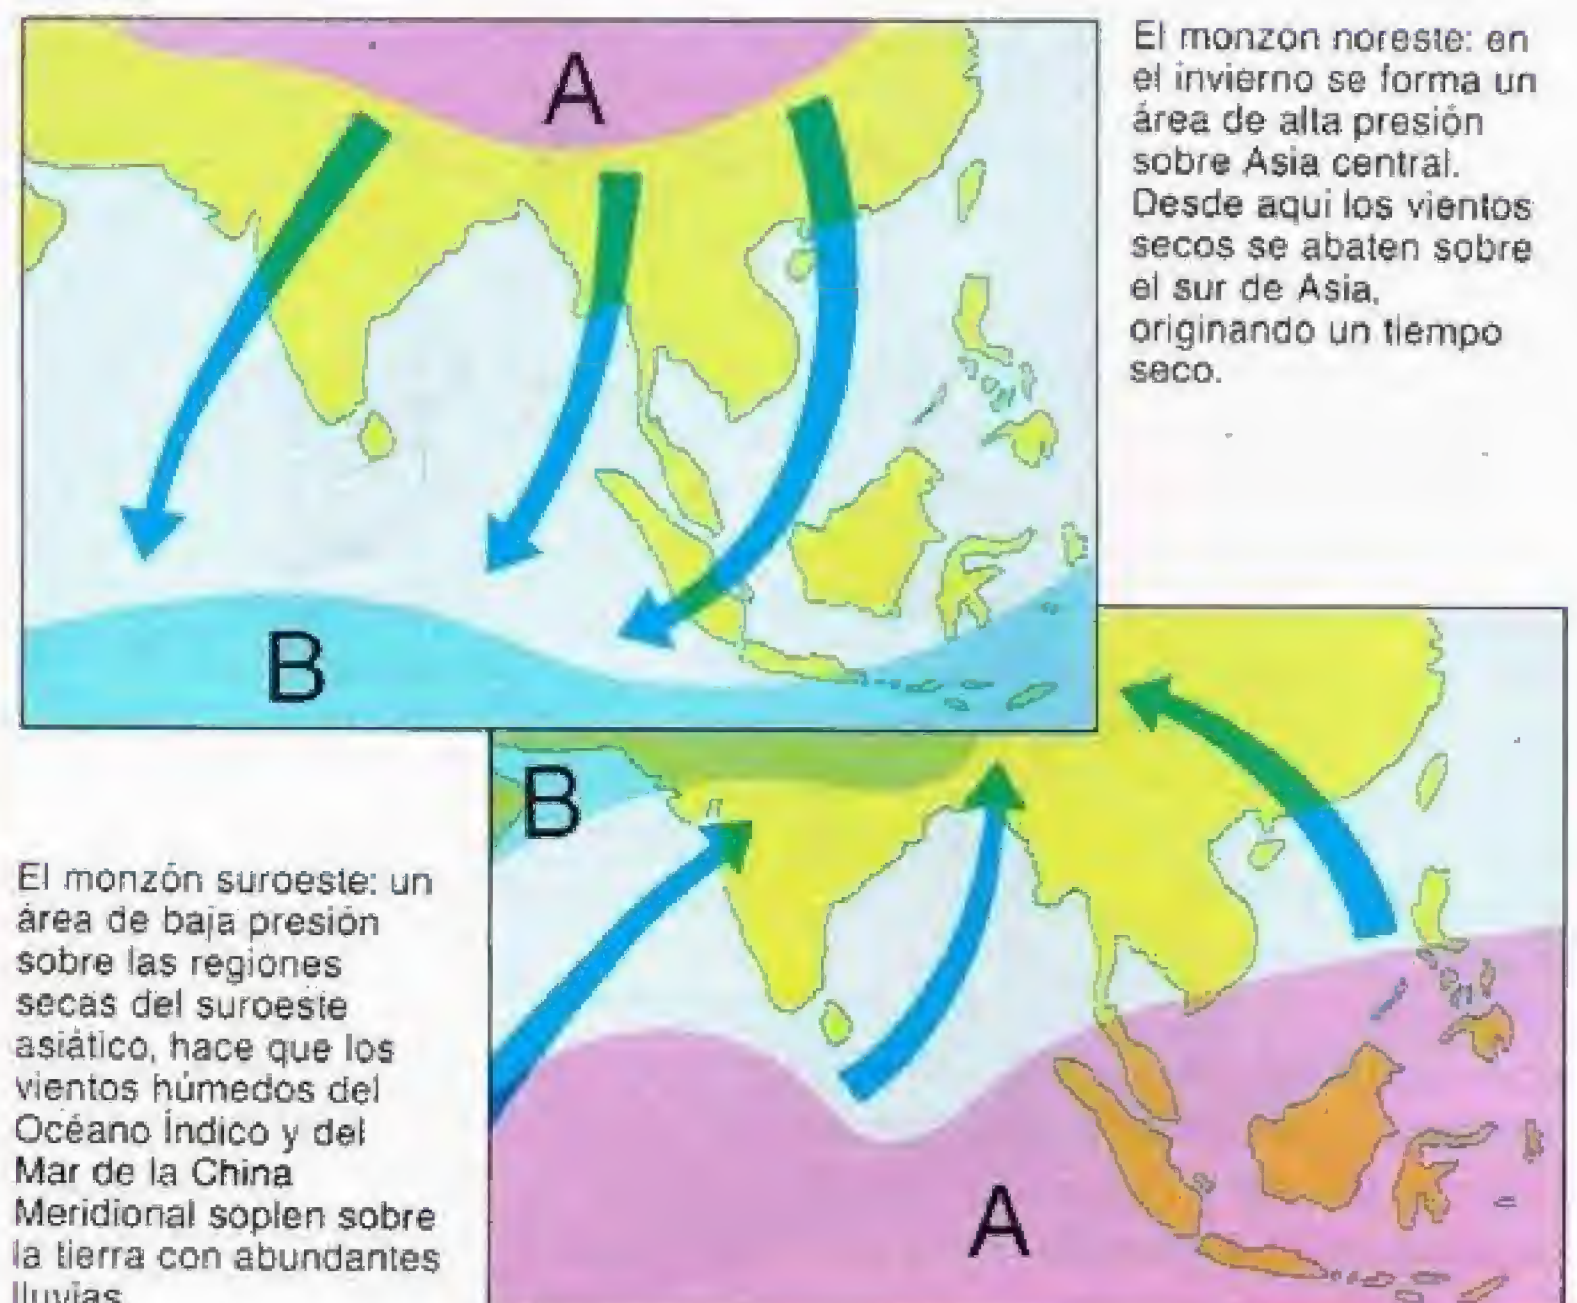 A
B
El monzón noreste: en
el invierno se forma un
área de alta presión
sobre Asia central.
Desde aquí los vientos
secos se abaten sobre
el sur de Asia,
originando un tiempo
seco.
B
A
El monzón suroeste: un
área de baja presión
sobre las regiones
secas del suroeste
asiático, hace que los
vientos húmedos del
Océano Índico y del
Mar de la China
Meridional soplen sobre
la tierra con abundantes
lluvias.